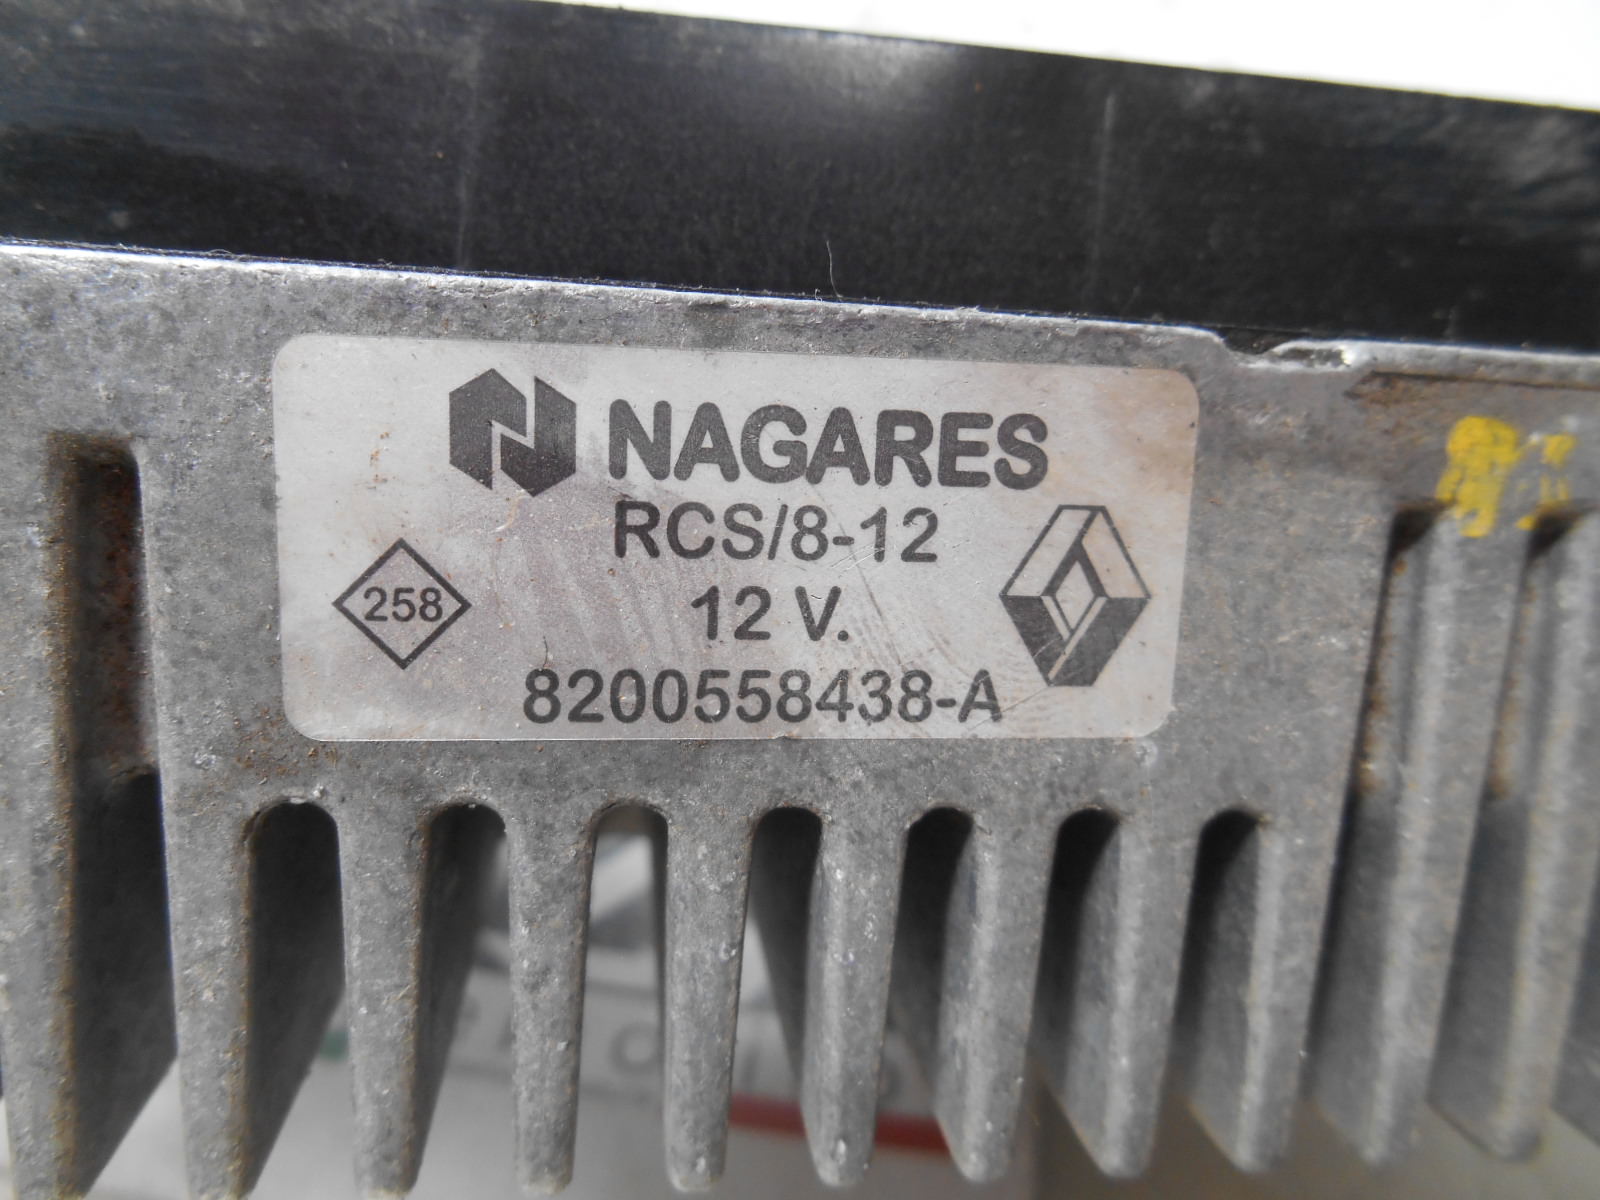 NAGARES
RCS/8-12
258
12 V.
8200558438-A